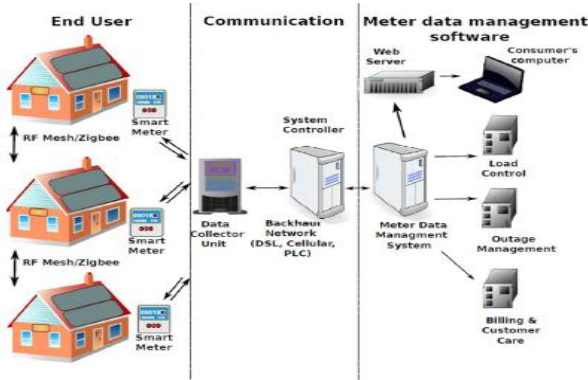 End User
Communication
Meter data management
software
Web
Server
Consumer's
computer
Smart
Meter
RF Mesh/Zigbee
System
Controller
Load
Control
Smart
Meter
Data
Collector
Unit
Backhaul
Network
(DSL, Cellular,
PLC)
Meter Data
Managment
System
Outage Management
RF Mesh/Zigbee
Smart
Meter
Billing &
Customer
Care